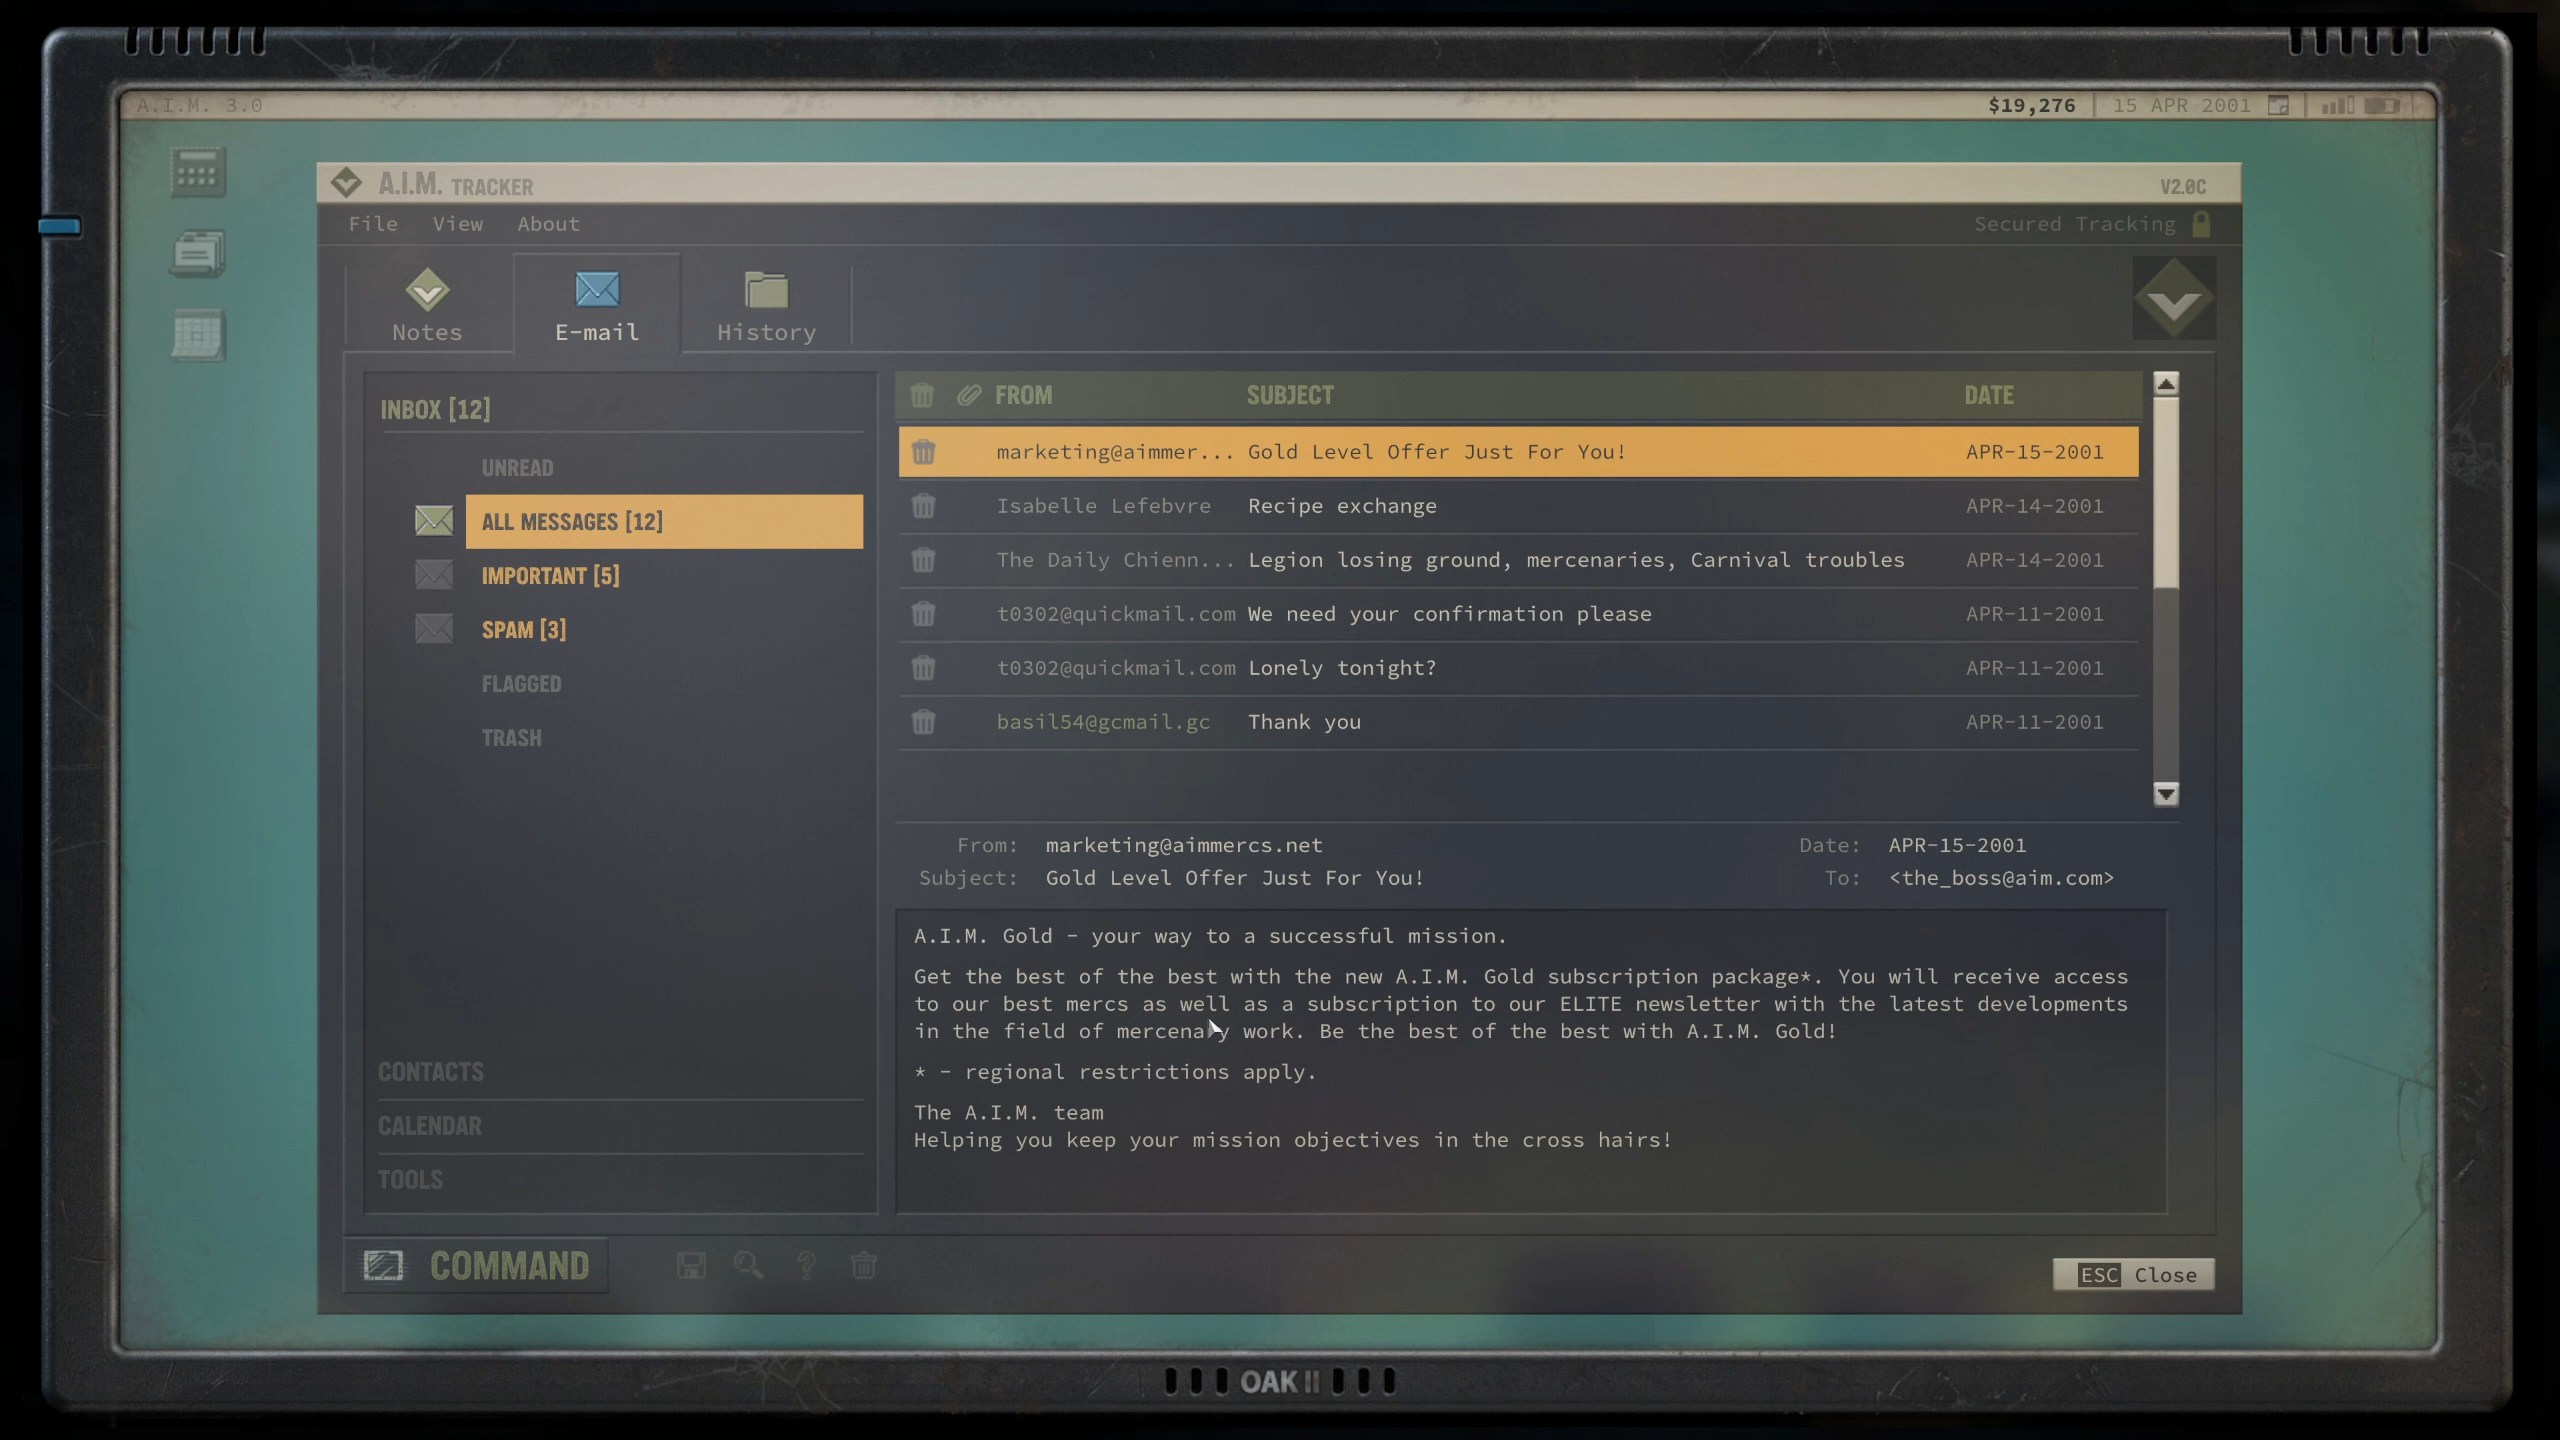 A.I.M. 3.0
$19,276
15 APR 2001
A.I.M. TRACKER
V2.0C
File View About
Secured Tracking
Notes
E-mail
History
INBOX [12]
UNREAD
ALL MESSAGES [12]
IMPORTANT [5]
SPAM [3]
FLAGGED
TRASH
CONTACTS
CALENDAR
TOOLS
FROM SUBJECT DATE
marketing@aimmer... Gold Level Offer Just For You! APR-15-2001
Isabelle Lefebvre Recipe exchange APR-14-2001
The Daily Chienn... Legion losing ground, mercenaries, Carnival troubles APR-14-2001
t0302@quickmail.com We need your confirmation please APR-11-2001
t0302@quickmail.com Lonely tonight? APR-11-2001
basil54@gcmail.gc Thank you APR-11-2001
From: marketing@aimmercs.net Date: APR-15-2001
Subject: Gold Level Offer Just For You! To: <the_boss@aim.com>
A.I.M. Gold - your way to a successful mission.
Get the best of the best with the new A.I.M. Gold subscription package*. You will receive access
to our best mercs as well as a subscription to our ELITE newsletter with the latest developments
in the field of mercenary work. Be the best of the best with A.I.M. Gold!
* - regional restrictions apply.
The A.I.M. team
Helping you keep your mission objectives in the cross hairs!
COMMAND
ESC Close
OAK II